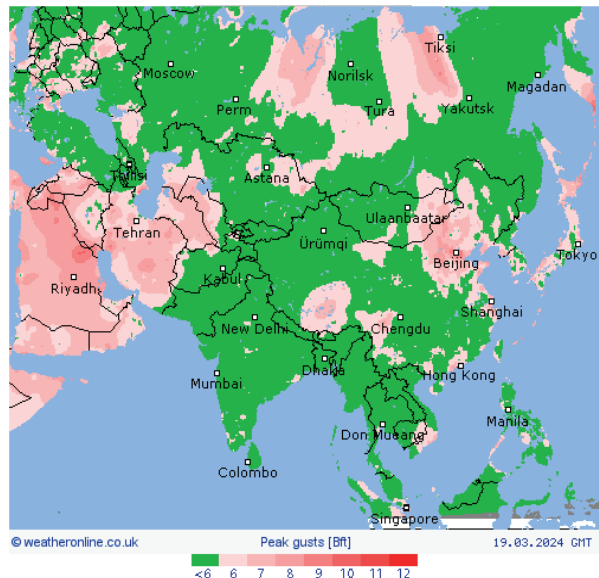 Tiksi
Moscow
Norilsk
Magadan
Perm
Tura
Yakutsk
Tbilisi
Astana
Ulaanbaatar
Tehran
Ürümqi
Beijing
Tokyo
Kabul
Riyadh
Shanghai
New Delhi
Chengdu
Dhaka
Hong Kong
Mumbai
Manila
Don Mueang
Colombo
Singapore
© weatheronline.co.uk Peak gusts [Bft] 19.03.2024 GMT
<6 6 7 8 9 10 11 12